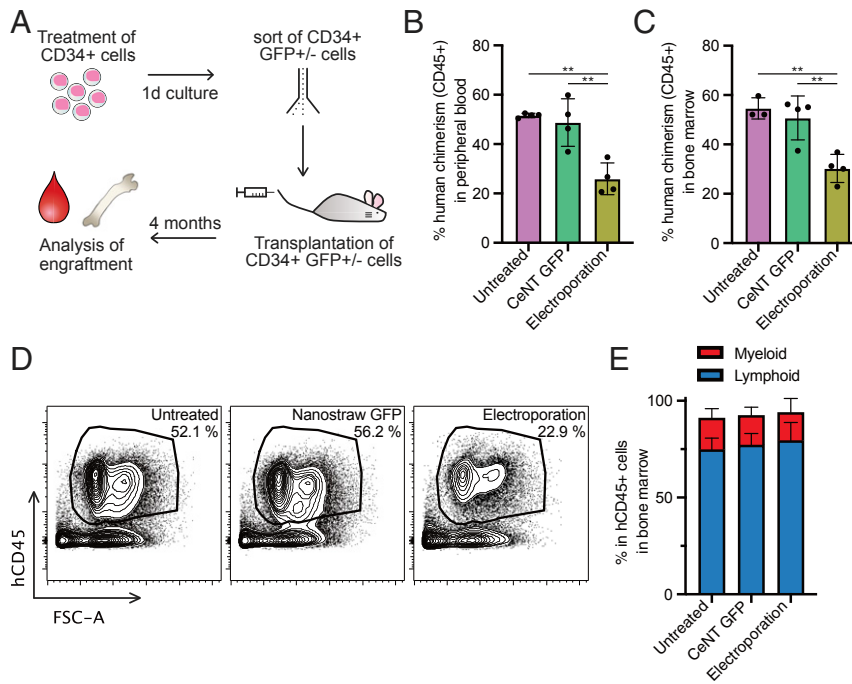 A
Treatment of
CD34+ cells
1d culture
sort of CD34+
GFP+/- cells
4 months
Analysis of
engraftment
Transplantation of
CD34+ GFP+/- cells
B
% human chimerism (CD45+)
in peripheral blood
80
60
40
20
0
**
**
Untreated
CeNT GFP
Electroporation
C
% human chimerism (CD45+)
in bone marrow
80
60
40
20
0
**
**
Untreated
CeNT GFP
Electroporation
D
Untreated
52.1 %
Nanostraw GFP
56.2 %
Electroporation
22.9 %
hCD45
FSC-A
E
Myeloid
Lymphoid
% in hCD45+ cells
in bone marrow
100
50
0
Untreated
CeNT GFP
Electroporation